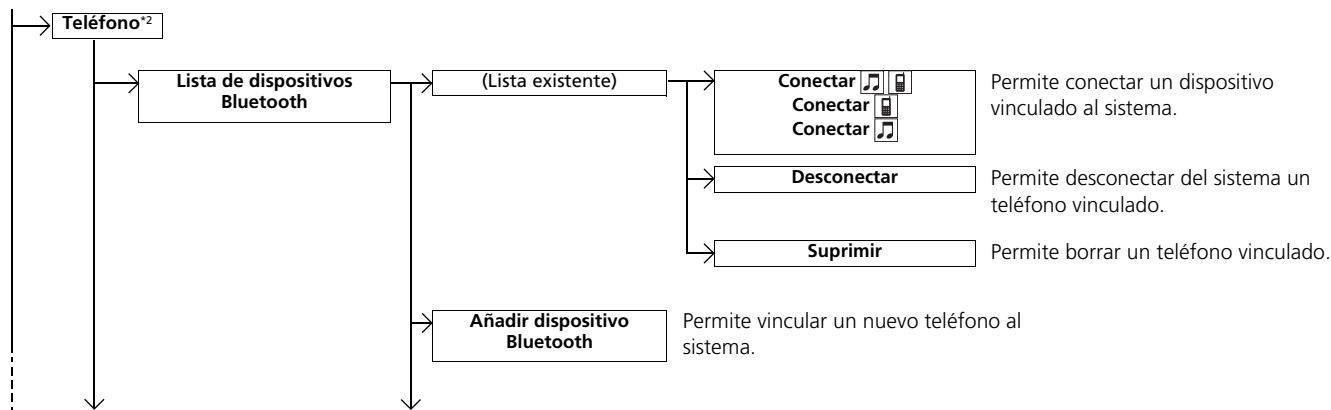 Teléfono*2
Lista de dispositivos
Bluetooth
(Lista existente)
Conectar
Conectar
Conectar
Permite conectar un dispositivo
vinculado al sistema.
Desconectar
Permite desconectar del sistema un
teléfono vinculado.
Suprimir
Permite borrar un teléfono vinculado.
Añadir dispositivo
Bluetooth
Permite vincular un nuevo teléfono al
sistema.